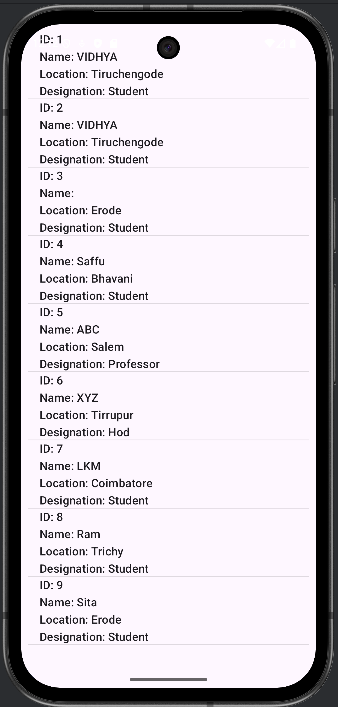 ID: 1
Name: VIDHYA
Location: Tiruchengode
Designation: Student
ID: 2
Name: VIDHYA
Location: Tiruchengode
Designation: Student
ID: 3
Name:
Location: Erode
Designation: Student
ID: 4
Name: Saffu
Location: Bhavani
Designation: Student
ID: 5
Name: ABC
Location: Salem
Designation: Professor
ID: 6
Name: XYZ
Location: Tirrupur
Designation: Hod
ID: 7
Name: LKM
Location: Coimbatore
Designation: Student
ID: 8
Name: Ram
Location: Trichy
Designation: Student
ID: 9
Name: Sita
Location: Erode
Designation: Student